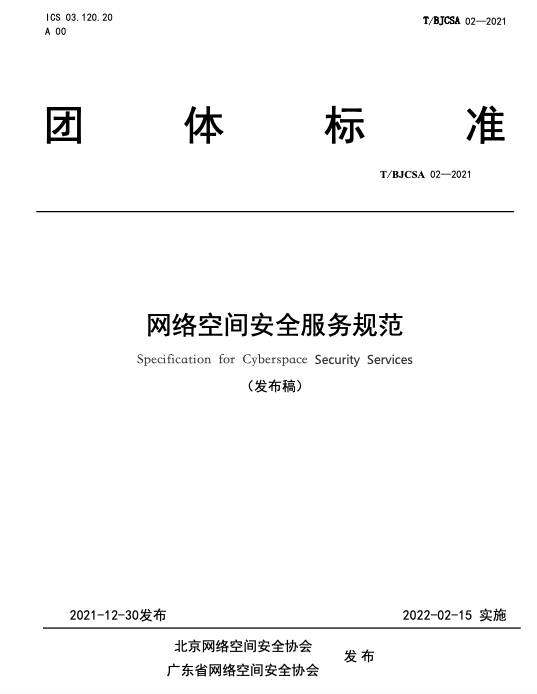 ICS 03.120.20
A 00
T/BJCSA 02—2021
团 体 标 准
T/BJCSA 02—2021
网络空间安全服务规范
Specification for Cyberspace Security Services
（发布稿）
2021-12-30发布
2022-02-15 实施
北京网络空间安全协会
广东省网络空间安全协会
发 布